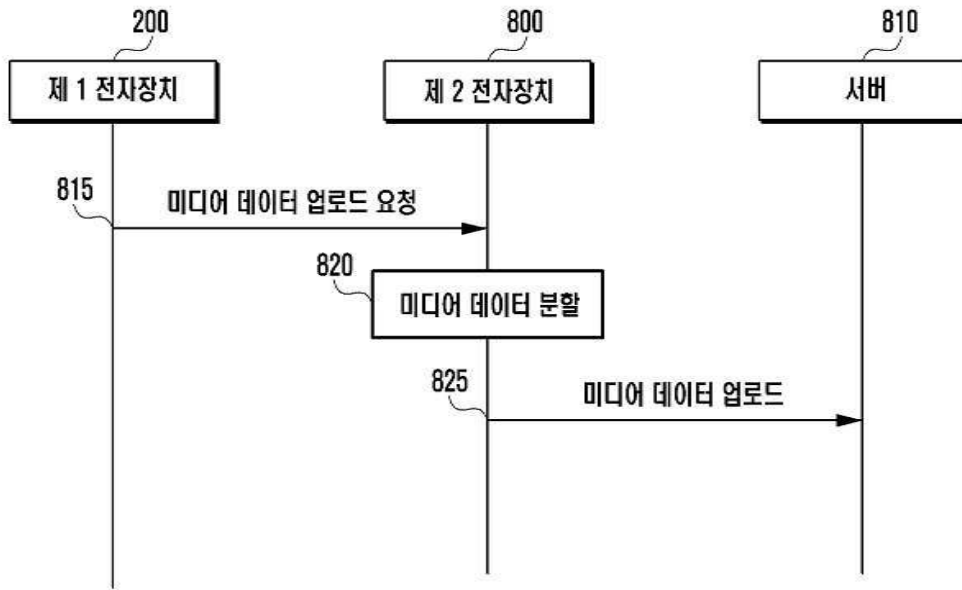 200
800
810
제 1 전자장치
제 2 전자장치
서버
815
미디어 데이터 업로드 요청
820
미디어 데이터 분할
825
미디어 데이터 업로드